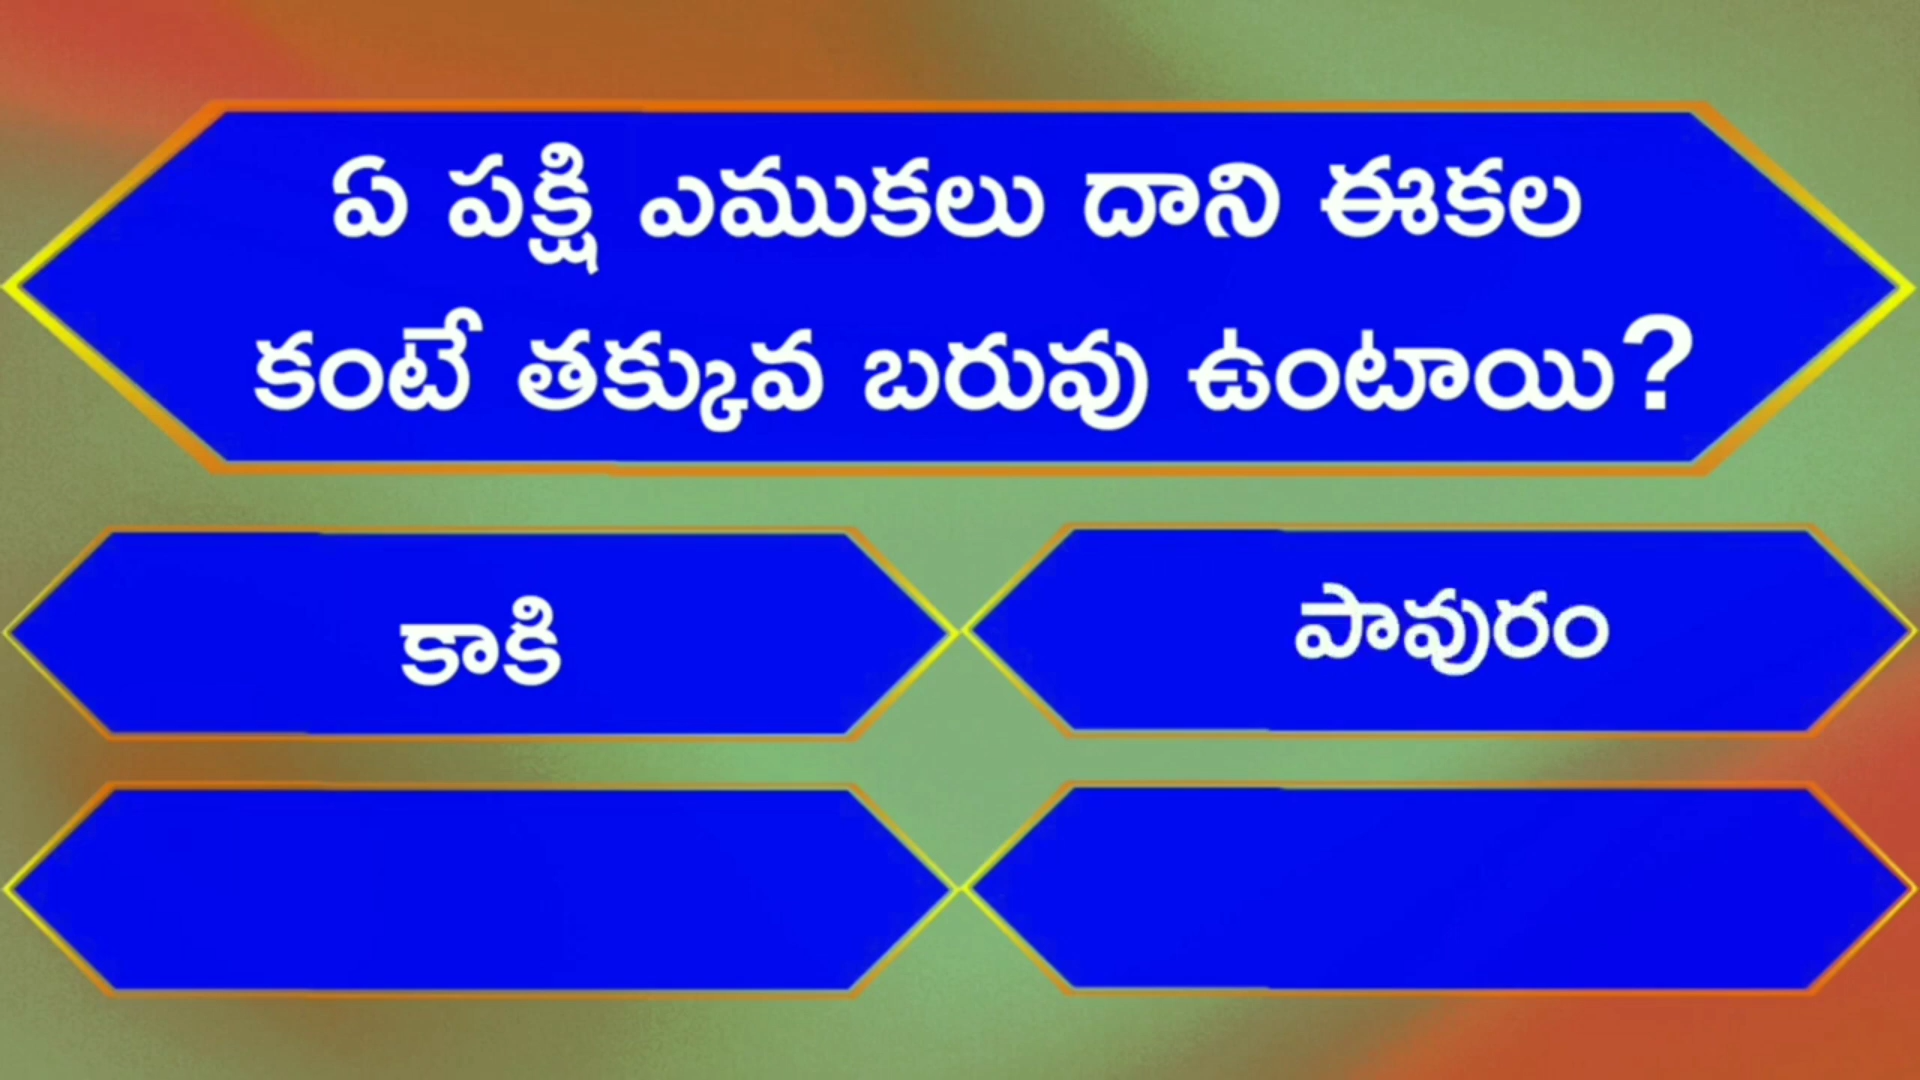 ఏ పక్షి ఎముకలు దాని ఈకల
కంటే తక్కువ బరువు ఉంటాయి?
కాకి
పావురం